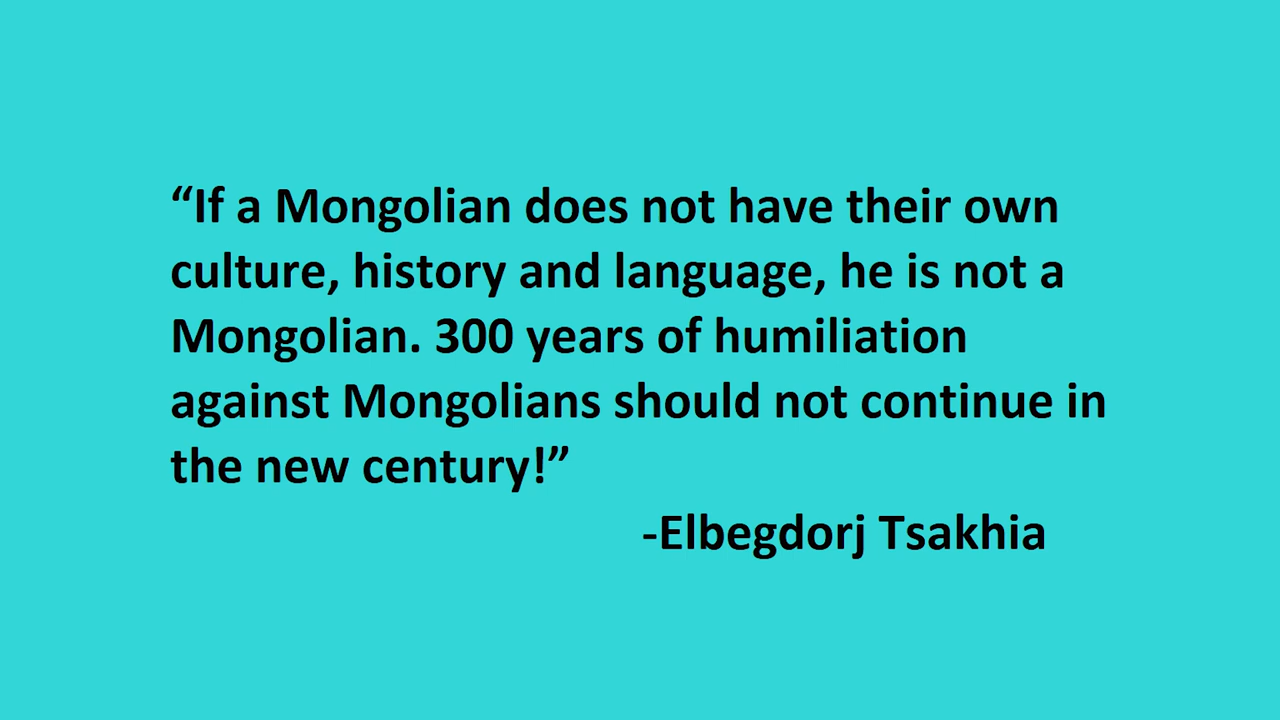 “If a Mongolian does not have their own
culture, history and language, he is not a
Mongolian. 300 years of humiliation
against Mongolians should not continue in
the new century!”
-Elbegdorj Tsakhia